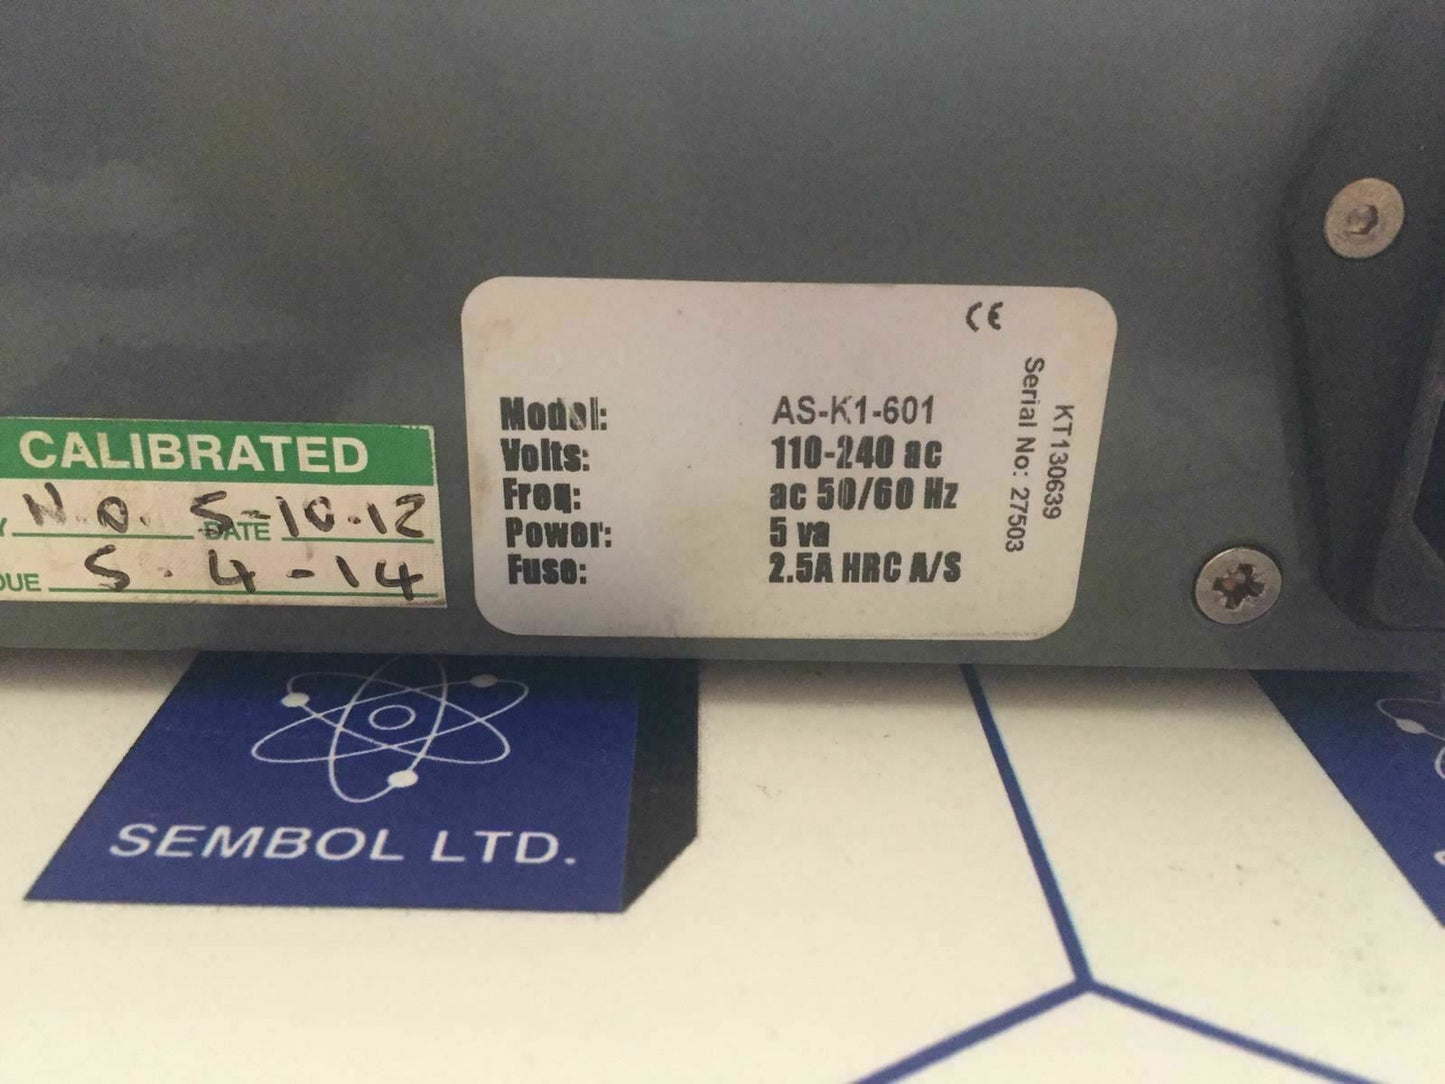 CE
Model: AS-K1-601
Volts: 110-240 ac
Freq: ac 50/60 Hz
Power: 5 va
Fuse: 2.5A HRC A/S
Serial No: 27503
KT130639
CALIBRATED
Y N.O. DATE 5-10-12
DUE 5.4-14
SEMBOL LTD.